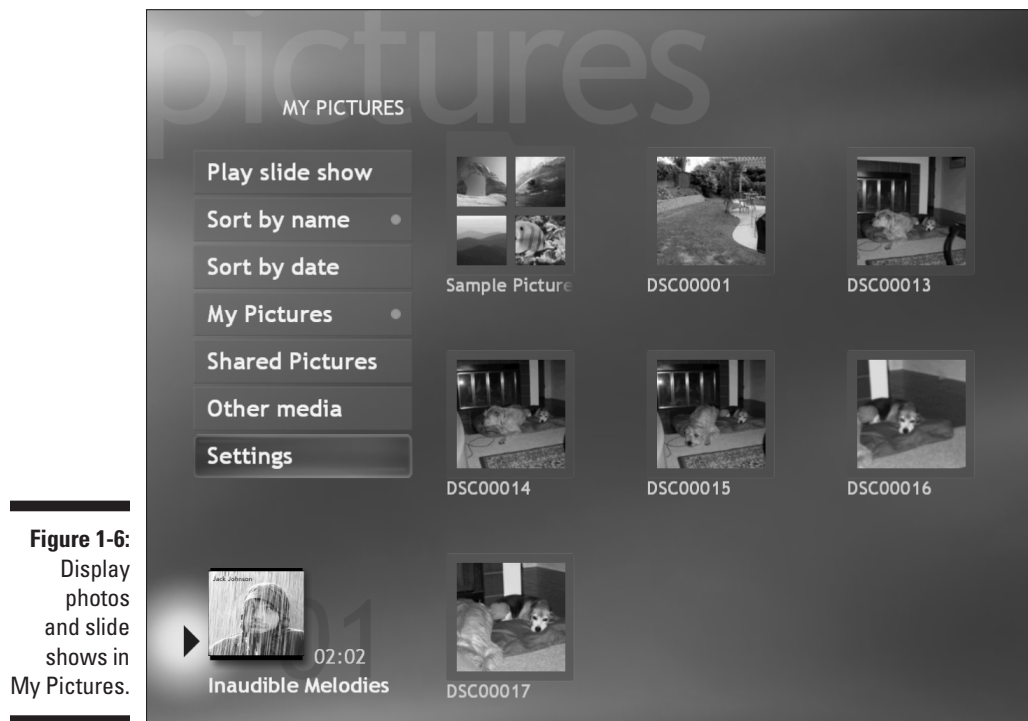 pictures
MY PICTURES
Play slide show
Sort by name
Sort by date
My Pictures
Shared Pictures
Other media
Settings
Sample Picture
DSC00001
DSC00013
DSC00014
DSC00015
DSC00016
DSC00017
Jack Johnson
01
02:02
Inaudible Melodies
Figure 1-6:
Display
photos
and slide
shows in
My Pictures.